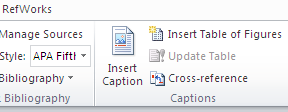 RefWorks
Manage Sources
Style: APA Fifth
Bibliography
Bibliography
Insert Caption
Insert Table of Figures
Update Table
Cross-reference
Captions